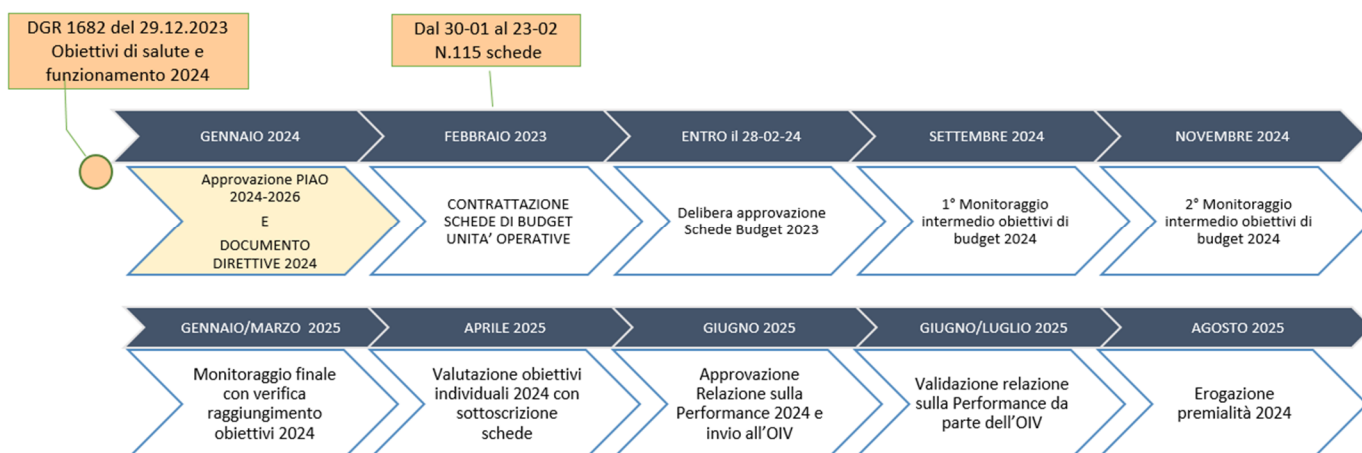 DGR 1682 del 29.12.2023
Obiettivi di salute e
funzionamento 2024
Dal 30-01 al 23-02
N.115 schede
GENNAIO 2024
FEBBRAIO 2023
ENTRO il 28-02-24
SETTEMBRE 2024
NOVEMBRE 2024
Approvazione PIAO
2024-2026
E
DOCUMENTO
DIRETTIVE 2024
CONTRATTAZIONE
SCHEDE DI BUDGET
UNITA’ OPERATIVE
Delibera approvazione
Schede Budget 2023
1° Monitoraggio
intermedio obiettivi di
budget 2024
2° Monitoraggio
intermedio obiettivi di
budget 2024
GENNAIO/MARZO 2025
APRILE 2025
GIUGNO 2025
GIUGNO/LUGLIO 2025
AGOSTO 2025
Monitoraggio finale
con verifica
raggiungimento
obiettivi 2024
Valutazione obiettivi
individuali 2024 con
sottoscrizione
schede
Approvazione
Relazione sulla
Performance 2024 e
invio all’OIV
Validazione relazione
sulla Performance da
parte dell’OIV
Erogazione
premialità 2024